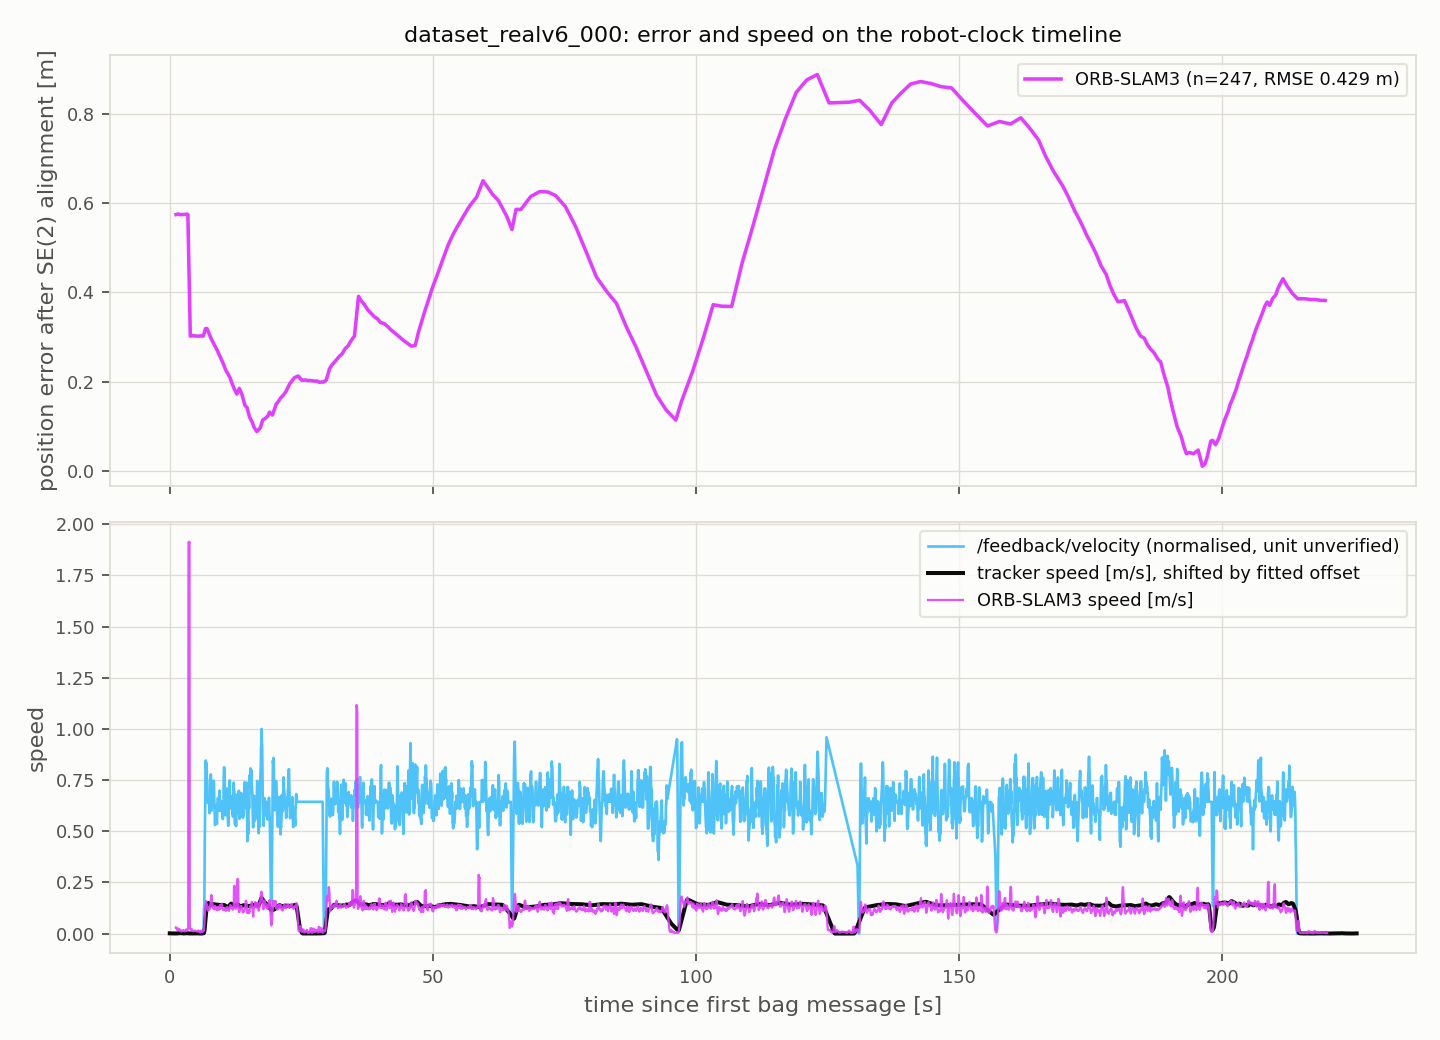 dataset_realv6_000: error and speed on the robot-clock timeline
position error after SE(2) alignment [m]
0.8
0.6
0.4
0.2
0.0
ORB-SLAM3 (n=247, RMSE 0.429 m)
speed
2.00
1.75
1.50
1.25
1.00
0.75
0.50
0.25
0.00
/feedback/velocity (normalised, unit unverified)
tracker speed [m/s], shifted by fitted offset
ORB-SLAM3 speed [m/s]
0 50 100 150 200
time since first bag message [s]